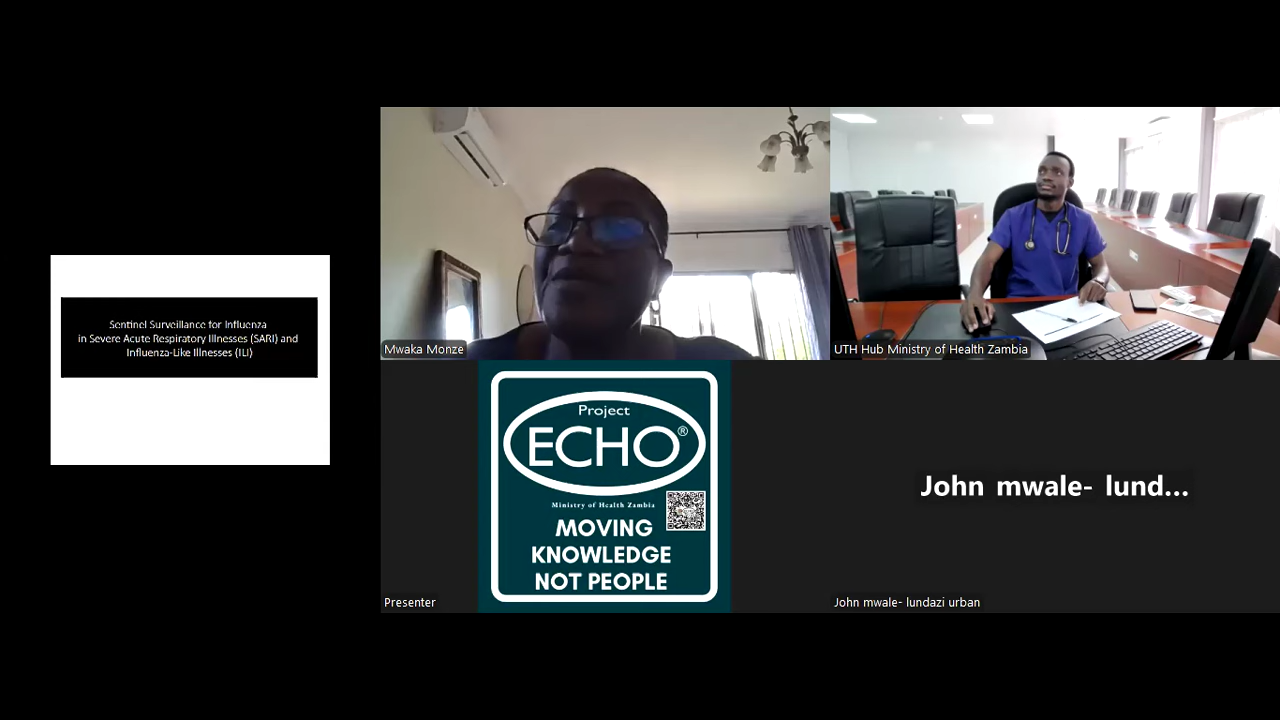 Sentinel Surveillance for Influenza
in Severe Acute Respiratory Illnesses (SARI) and
Influenza-Like Illnesses (ILI)
Mwaka Monze
UTH Hub Ministry of Health Zambia
Project
ECHO®
Ministry of Health Zambia
MOVING
KNOWLEDGE
NOT PEOPLE
Presenter
John mwale- lund...
John mwale- lundazi urban